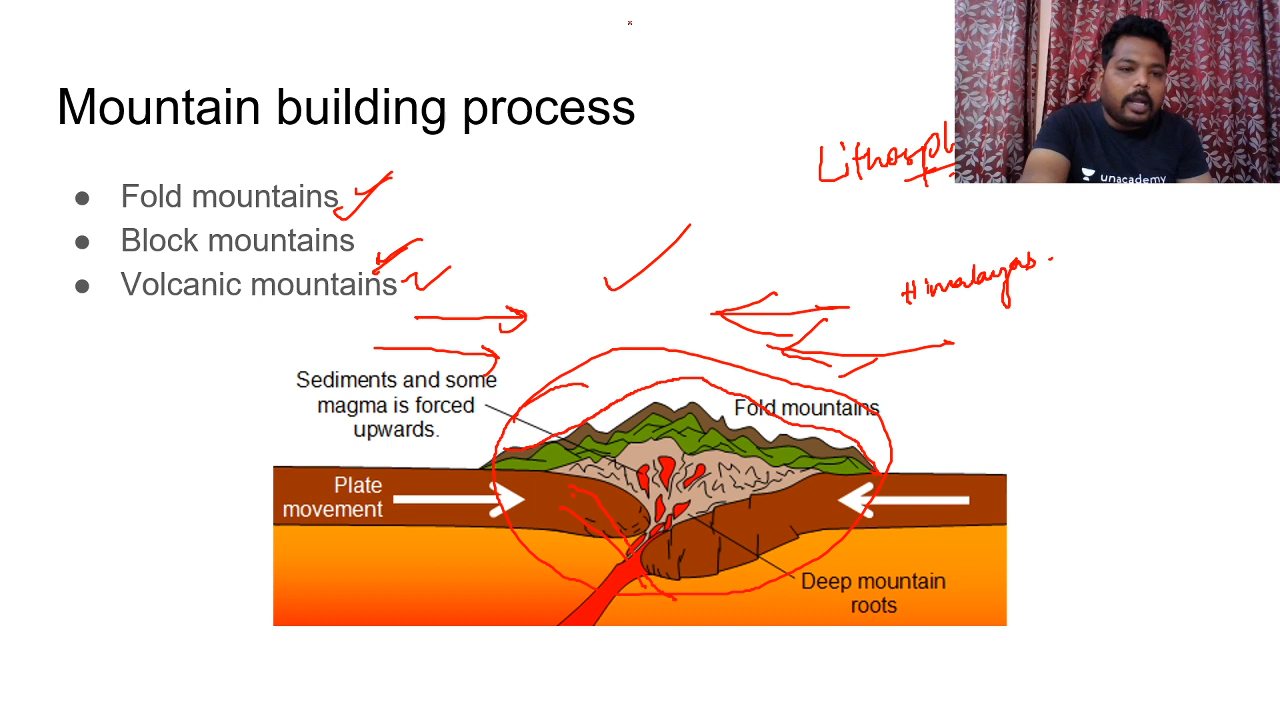 Mountain building process
● Fold mountains
● Block mountains
● Volcanic mountains
Himalayas.
Sediments and some
magma is forced
upwards.
Fold mountains
Plate
movement
Deep mountain
roots
unacademy